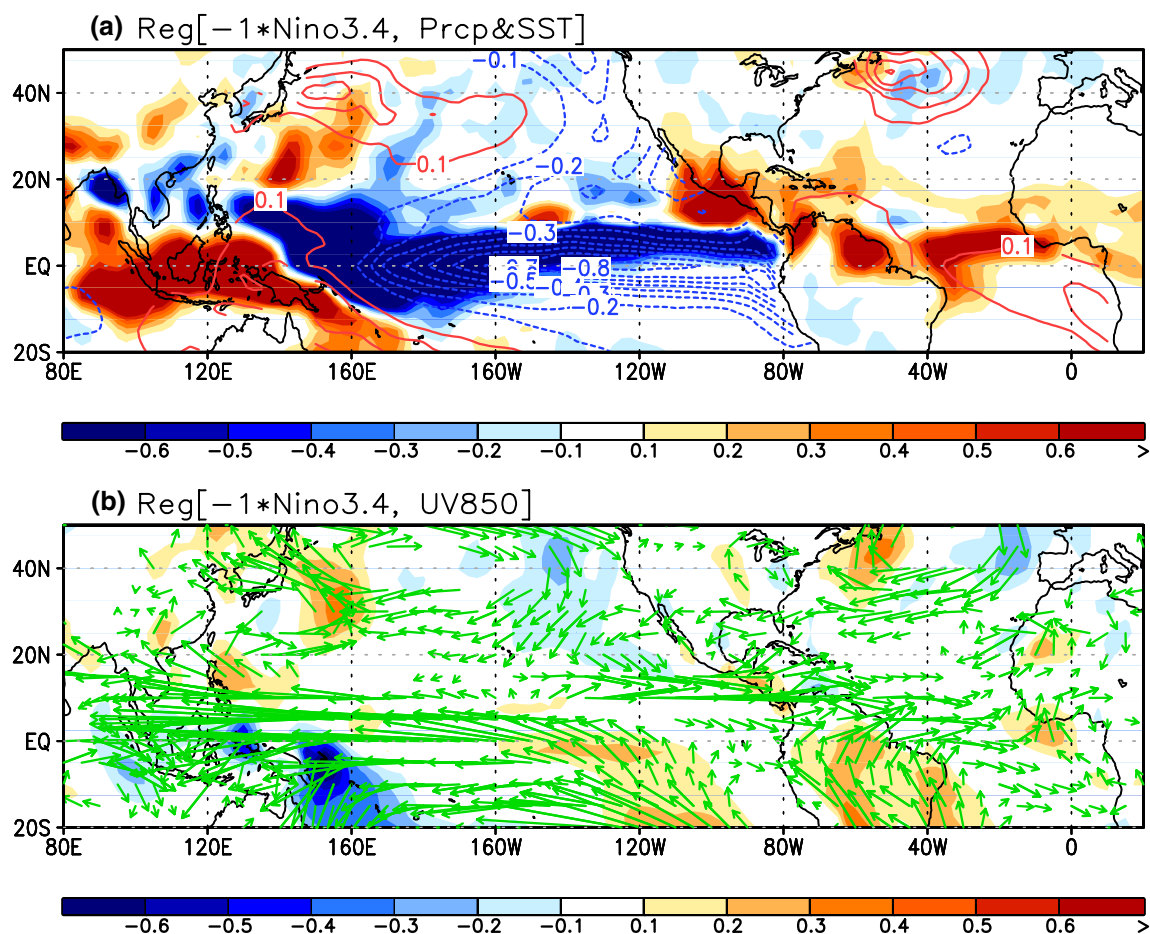 (a) Reg[-1*Nino3.4, Prcp&SST]
40N
20N
EQ
20S
-0.1
-0.2
-0.1
0.1
-0.3
-0.8
-0.2
0.1
80E 120E 160E 160W 120W 80W 40W 0
-0.6 -0.5 -0.4 -0.3 -0.2 -0.1 0.1 0.2 0.3 0.4 0.5 0.6 >
(b) Reg[-1*Nino3.4, UV850]
40N
20N
EQ
20S
80E 120E 160E 160W 120W 80W 40W 0
-0.6 -0.5 -0.4 -0.3 -0.2 -0.1 0.1 0.2 0.3 0.4 0.5 0.6 >